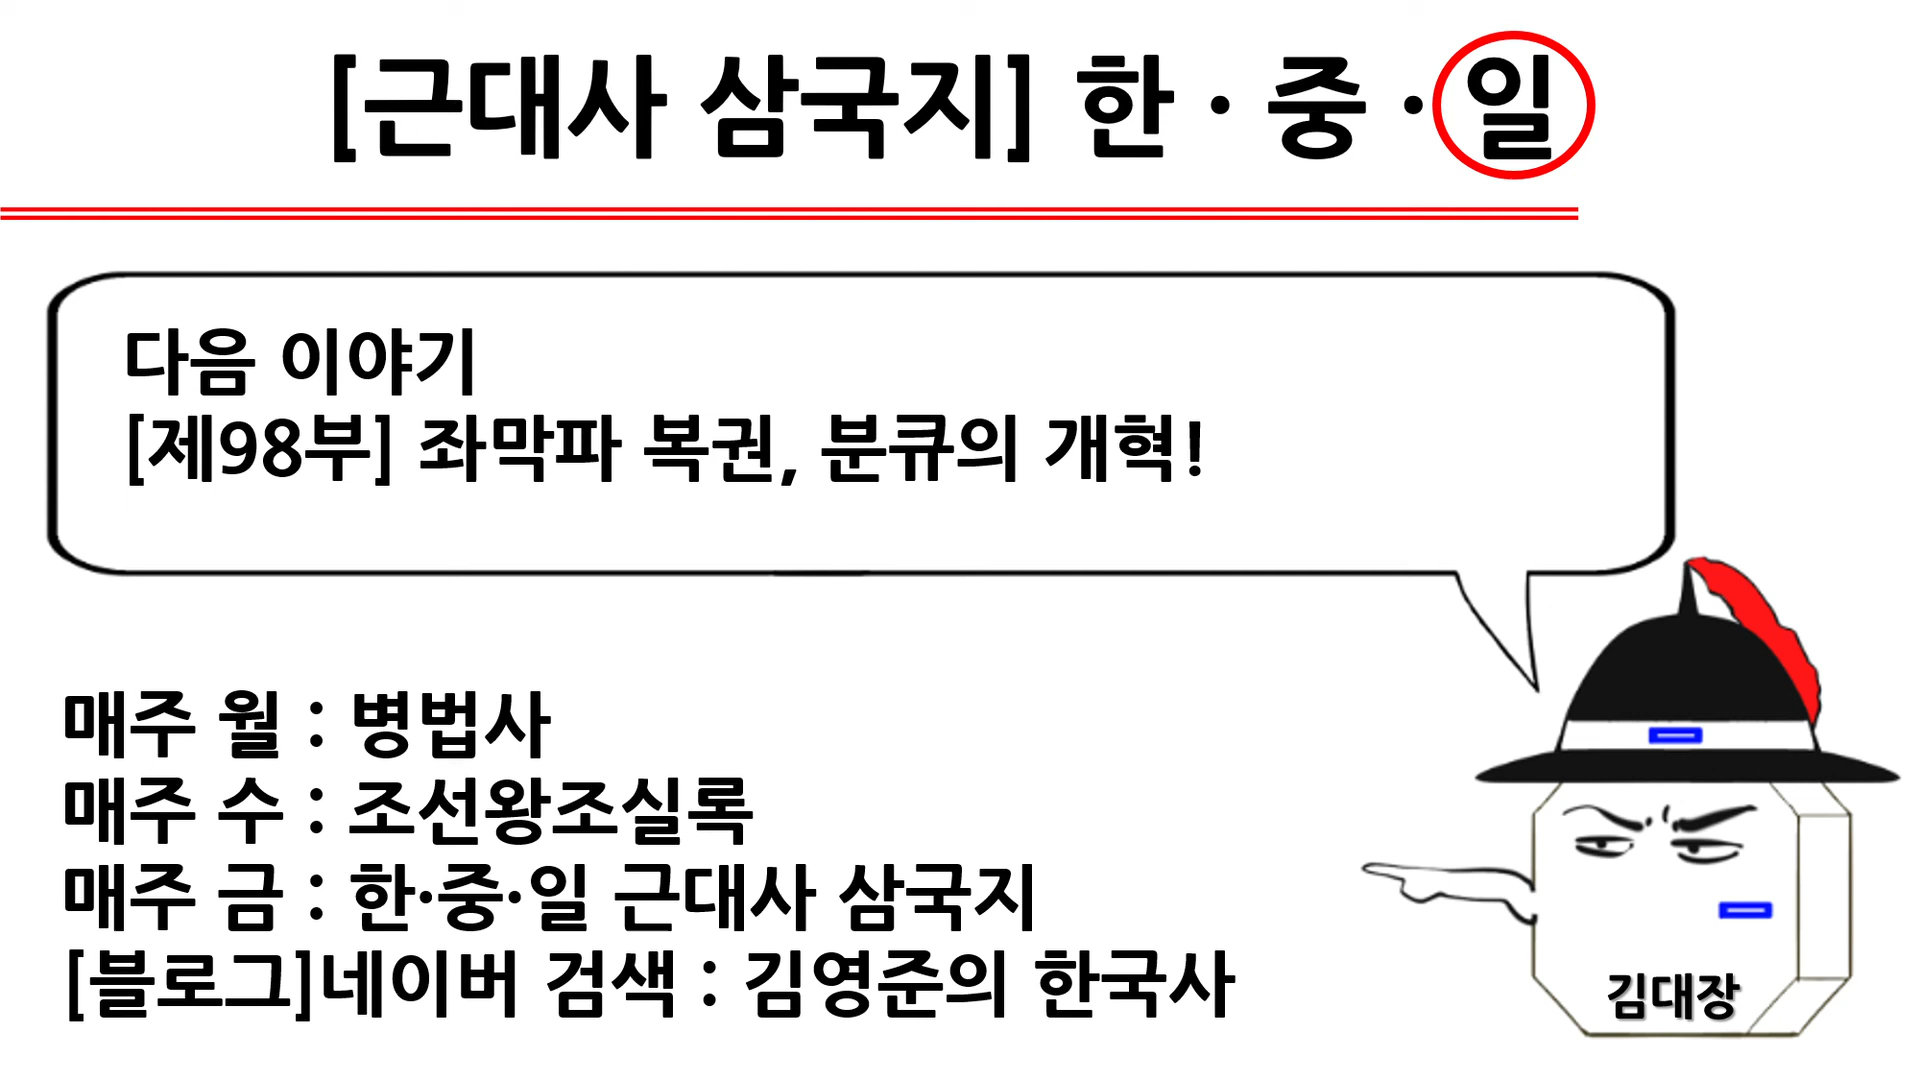 [근대사 삼국지] 한 · 중 · 일
다음 이야기
[제98부] 좌막파 복권, 분큐의 개혁!
매주 월 : 병법사
매주 수 : 조선왕조실록
매주 금 : 한·중·일 근대사 삼국지
[블로그]네이버 검색 : 김영준의 한국사
김대장